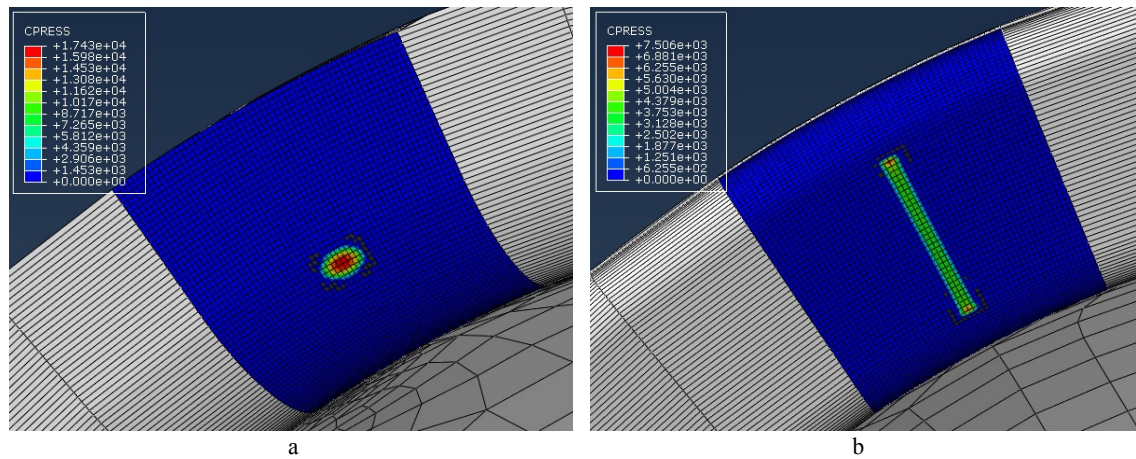 CPRESS
+1.743e+04
+1.598e+04
+1.453e+04
+1.308e+04
+1.162e+04
+1.017e+04
+8.717e+03
+7.265e+03
+5.812e+03
+4.359e+03
+2.906e+03
+1.453e+03
+0.000e+00
CPRESS
+7.506e+03
+6.881e+03
+6.255e+03
+5.630e+03
+5.004e+03
+4.379e+03
+3.753e+03
+3.128e+03
+2.502e+03
+1.877e+03
+1.251e+03
+6.255e+02
+0.000e+00
a
b